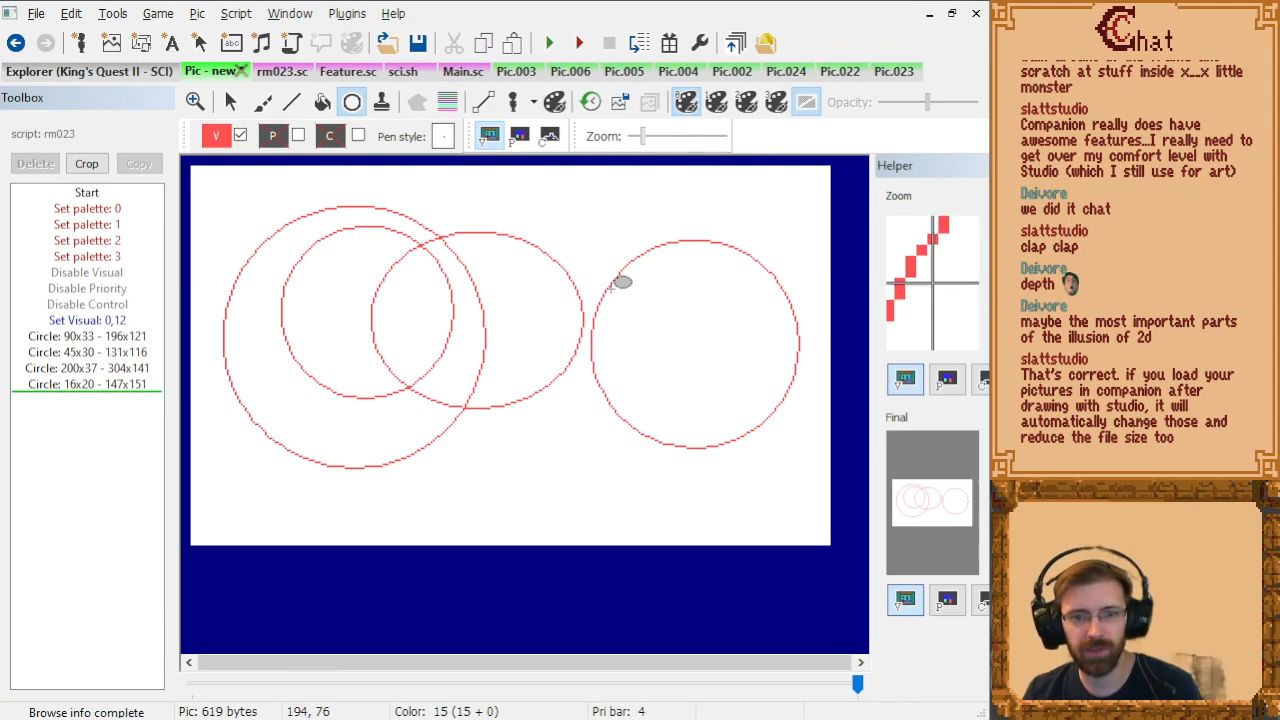 File Edit Tools Game Pic Script Window Plugins Help
Explorer (King's Quest II - SCI) Pic - new* rm023.sc Feature.sc sci.sh Main.sc Pic.003 Pic.006 Pic.005 Pic.004 Pic.002 Pic.024 Pic.022 Pic.023
Toolbox
Opacity:
script: rm023
V P C Pen style: Zoom:
Delete Crop Copy
Helper
Start
Set palette: 0
Set palette: 1
Set palette: 2
Set palette: 3
Disable Visual
Disable Priority
Disable Control
Set Visual: 0,12
Circle: 90x33 - 196x121
Circle: 45x30 - 131x116
Circle: 200x37 - 304x141
Circle: 16x20 - 147x151
Zoom
Final
Browse info complete Pic: 619 bytes Color: 15 (15 + 0) Pri bar: 4
Chat
scratch at stuff inside x__x little
monster
slattstudio
Companion really does have
awesome features...I really need to
get over my comfort level with
Studio (which I still use for art)
Deivore
we did it chat
slattstudio
clap clap
Deivore
depth
Deivore
maybe the most important parts
of the illusion of 2d
slattstudio
That's correct. if you load your
pictures in companion after
drawing with studio, it will
automatically change those and
reduce the file size too